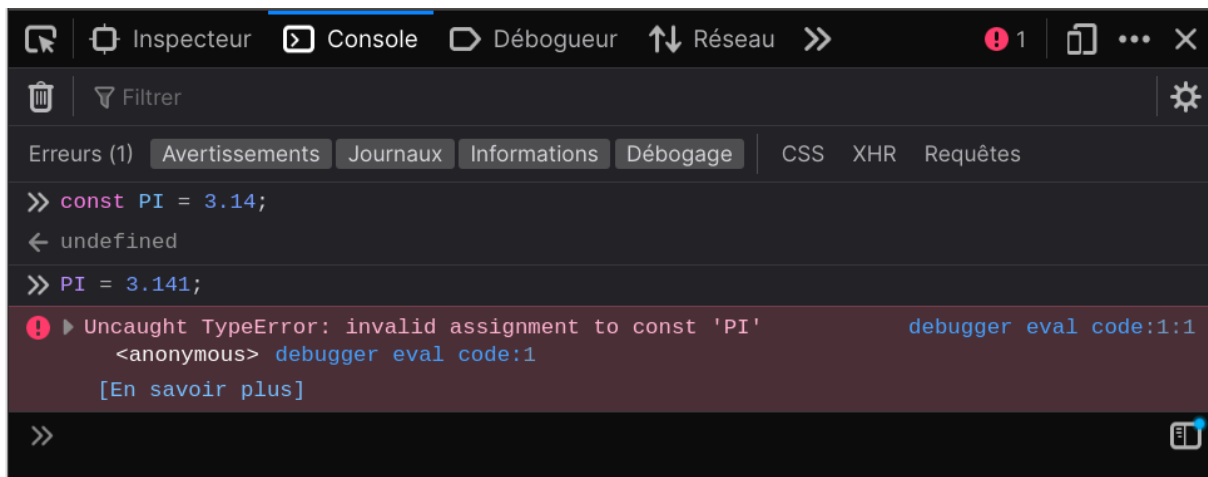 Inspecteur Console Débogueur Réseau 1
Filtrer
Erreurs (1) Avertissements Journaux Informations Débogage CSS XHR Requêtes
const PI = 3.14;
undefined
PI = 3.141;
Uncaught TypeError: invalid assignment to const 'PI' debugger eval code:1:1
<anonymous> debugger eval code:1
[En savoir plus]